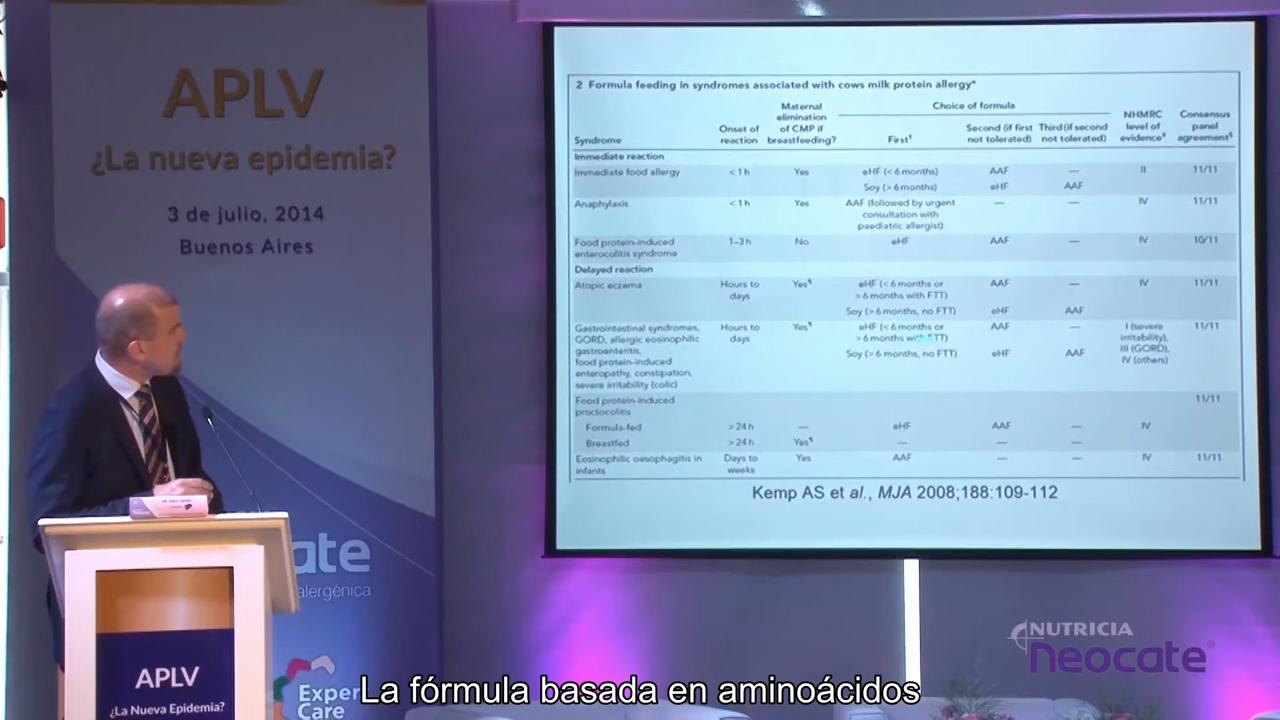 APLV
¿La nueva epidemia?
3 de julio, 2014
Buenos Aires
2 Formula feeding in syndromes associated with cows milk protein allergy*
Syndrome
Onset of reaction
Maternal elimination of CMP if breastfeeding?
Choice of formula
First†
Second (if first not tolerated)
Third (if second not tolerated)
NHMRC level of evidence‡
Consensus panel agreement§
Immediate reaction
Immediate food allergy < 1 h Yes eHF (< 6 months) AAF — II 11/11
Soy (> 6 months) eHF AAF
Anaphylaxis < 1 h Yes AAF (followed by urgent consultation with paediatric allergist) — — IV 11/11
Food protein-induced enterocolitis syndrome 1–3 h No eHF AAF — IV 10/11
Delayed reaction
Atopic eczema Hours to days Yes¶ eHF (< 6 months or > 6 months with FTT) AAF — IV 11/11
Soy (> 6 months, no FTT) eHF AAF
Gastrointestinal syndromes, GORD, allergic eosinophilic gastroenteritis, food protein-induced enteropathy, constipation, severe irritability (colic) Hours to days Yes¶ eHF (< 6 months or > 6 months with FTT) AAF — I (severe irritability), III (GORD), IV (others) 11/11
Soy (> 6 months, no FTT) eHF AAF
Food protein-induced proctocolitis 11/11
Formula-fed > 24 h — eHF AAF — IV
Breastfed > 24 h Yes¶ — — —
Eosinophilic oesophagitis in infants Days to weeks Yes AAF — — IV 11/11
Kemp AS et al., MJA 2008;188:109-112
cate
alergénica
Exper
Care
APLV
¿La Nueva Epidemia?
NUTRICIA
neocate®
La fórmula basada en aminoácidos